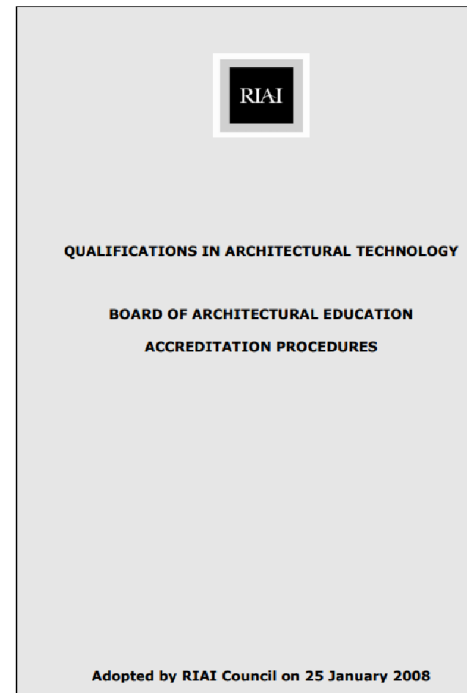 RIAI
QUALIFICATIONS IN ARCHITECTURAL TECHNOLOGY
BOARD OF ARCHITECTURAL EDUCATION
ACCREDITATION PROCEDURES
Adopted by RIAI Council on 25 January 2008